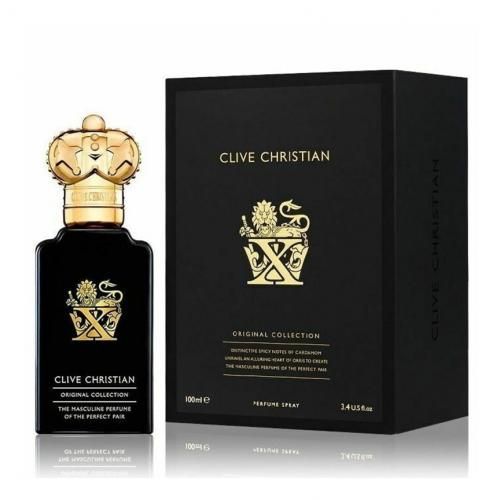 CLIVE CHRISTIAN
X
CLIVE CHRISTIAN
ORIGINAL COLLECTION
THE MASCULINE PERFUME
OF THE PERFECT PAIR
CLIVE CHRISTIAN
X
ORIGINAL COLLECTION
DISTINCTIVE SPICY NOTES OF CARDAMOM
UNRAVEL AN ALLURING HEART OF ORRIS TO CREATE
THE MASCULINE PERFUME OF THE PERFECT PAIR
100ml e
PERFUME SPRAY
3.4 U.S fl.oz
CLIVE CHRISTIAN